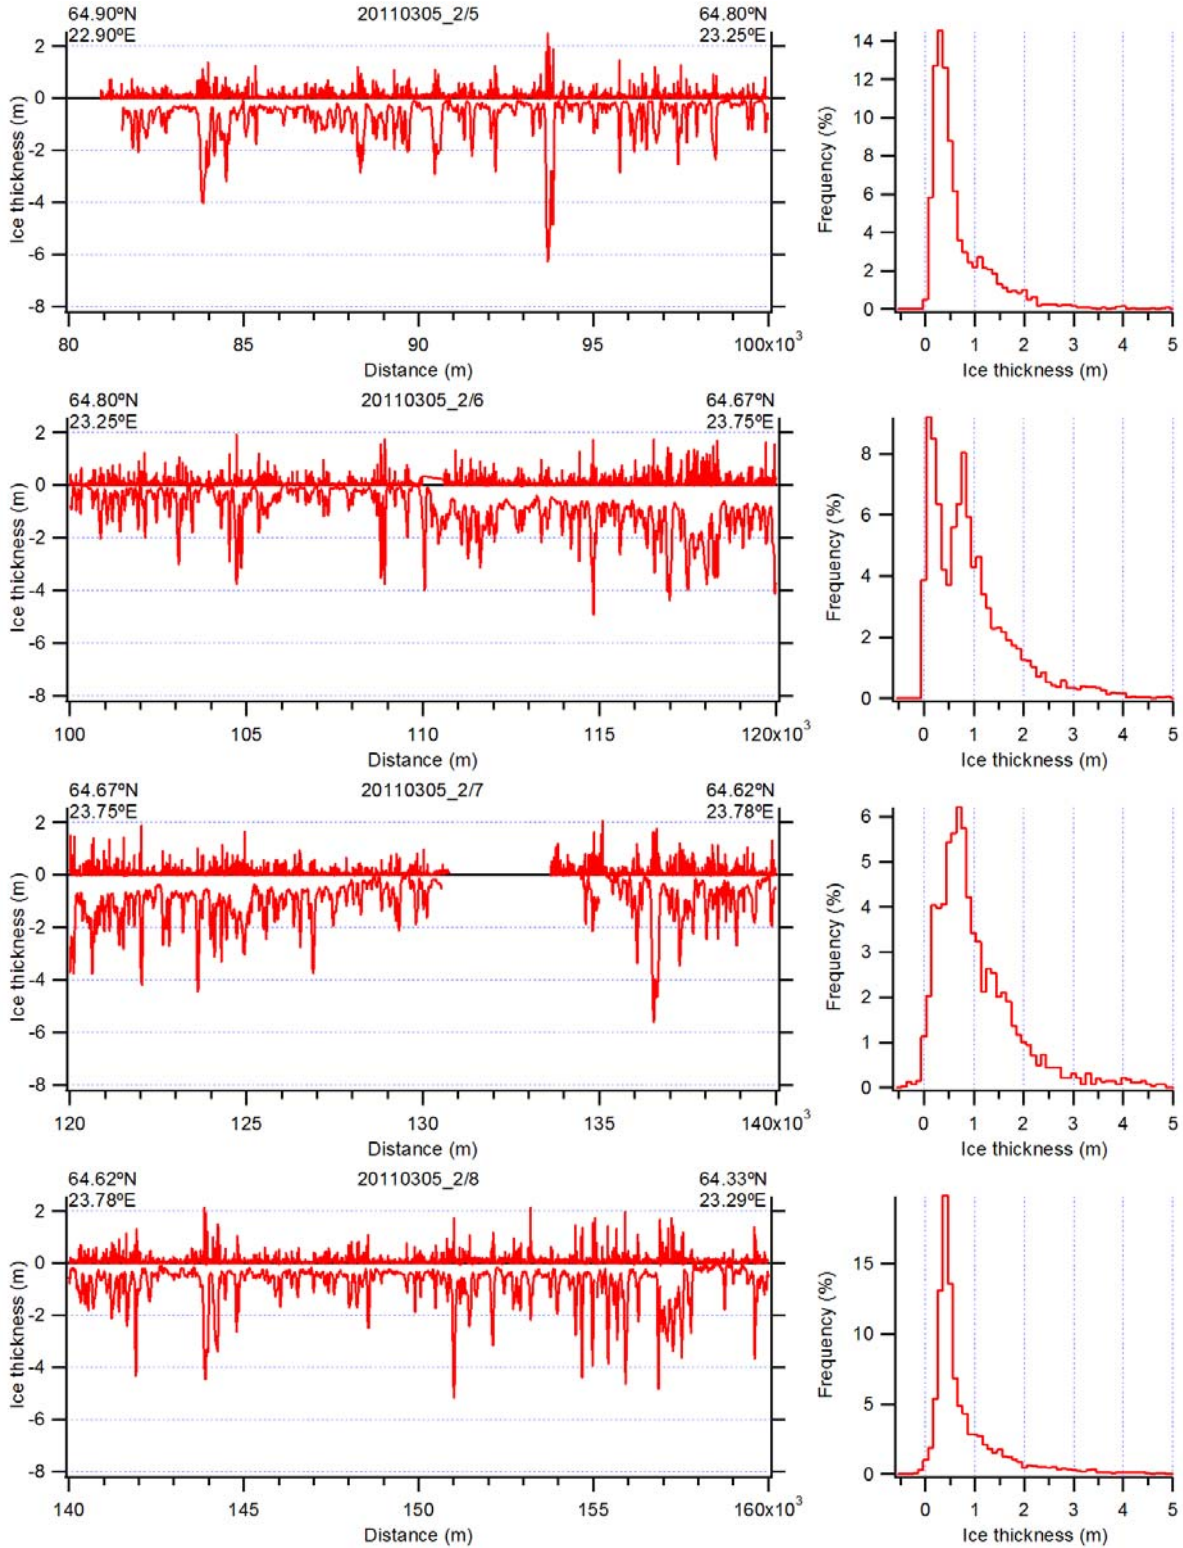 64.90ºN 20110305_2/5 64.80ºN
22.90ºE 23.25ºE
2
0
-2
-4
-6
-8
Ice thickness (m)
80 85 90 95 100x10³
Distance (m)
14
12
10
8
6
4
2
0
Frequency (%)
0 1 2 3 4 5
Ice thickness (m)
64.80ºN 20110305_2/6 64.67ºN
23.25ºE 23.75ºE
2
0
-2
-4
-6
-8
Ice thickness (m)
100 105 110 115 120x10³
Distance (m)
8
6
4
2
0
Frequency (%)
0 1 2 3 4 5
Ice thickness (m)
64.67ºN 20110305_2/7 64.62ºN
23.75ºE 23.78ºE
2
0
-2
-4
-6
-8
Ice thickness (m)
120 125 130 135 140x10³
Distance (m)
6
5
4
3
2
1
0
Frequency (%)
0 1 2 3 4 5
Ice thickness (m)
64.62ºN 20110305_2/8 64.33ºN
23.78ºE 23.29ºE
2
0
-2
-4
-6
-8
Ice thickness (m)
140 145 150 155 160x10³
Distance (m)
15
10
5
0
Frequency (%)
0 1 2 3 4 5
Ice thickness (m)